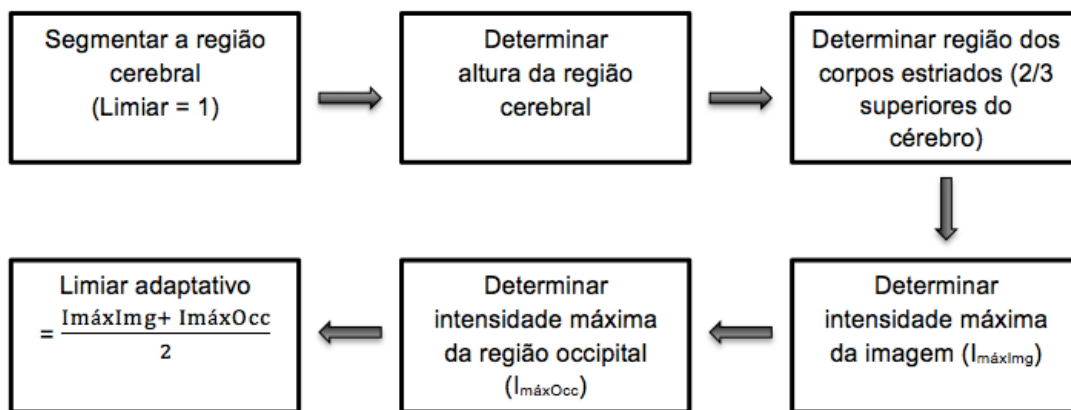 Segmentar a região
cerebral
(Limiar = 1)
Determinar
altura da região
cerebral
Determinar região dos
corpos estriados (2/3
superiores do
cérebro)
Determinar
intensidade máxima
da imagem (ImáxImg)
Determinar
intensidade máxima
da região occipital
(ImáxOcc)
Limiar adaptativo
= ImáxImg+ ImáxOcc
2